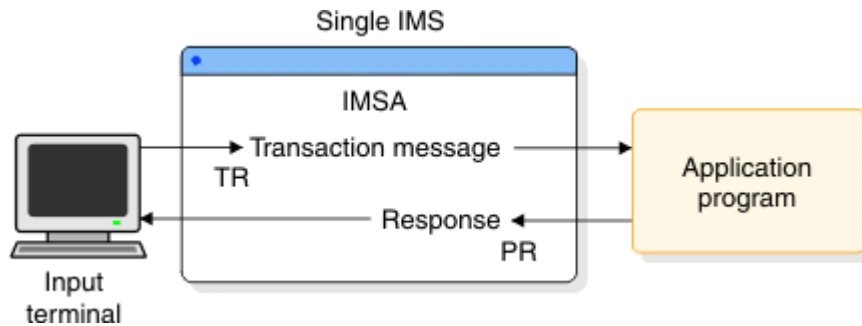 Single IMS
IMSA
Transaction message
TR
Response
PR
Application
program
Input
terminal